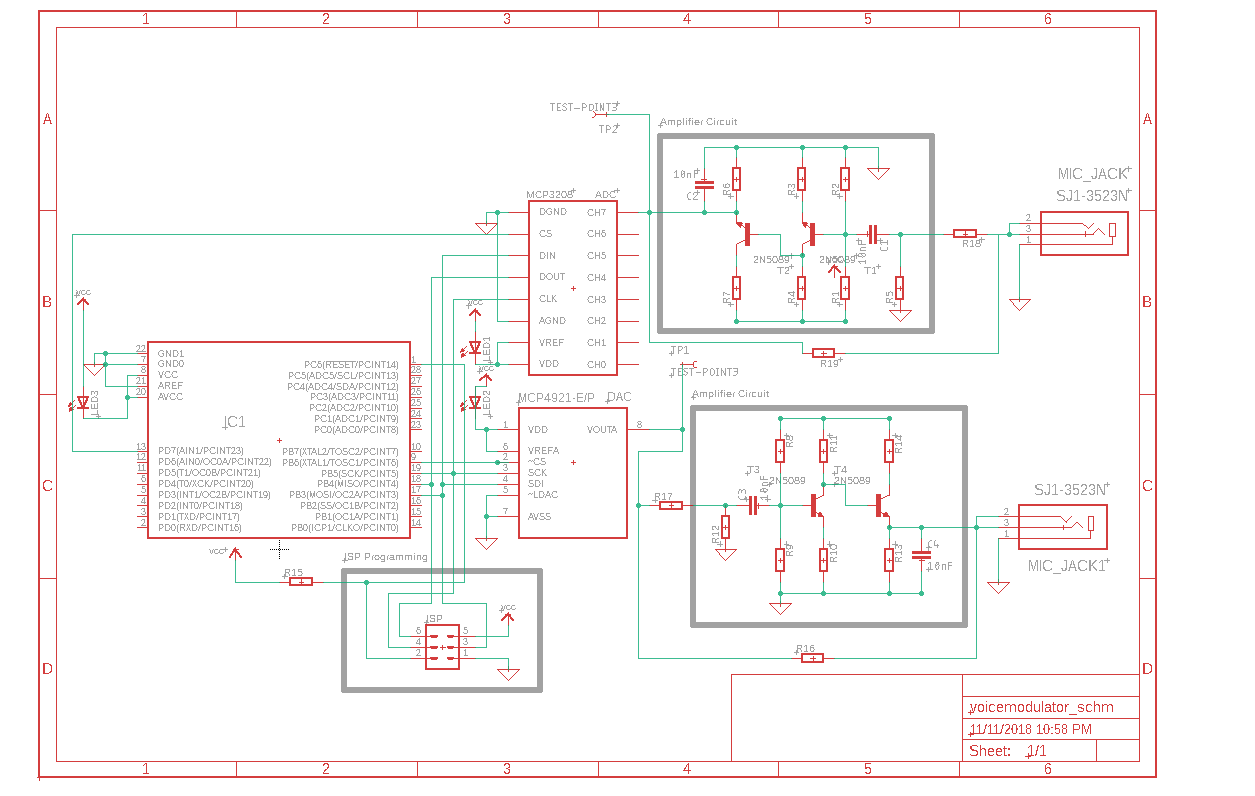 1 2 3 4 5 6
A A
TEST-POINT3
TP2
Amplifier Circuit
MIC_JACK
SJ1-3523N
10nF
C2
R6
R3
R2
MCP3208 ADC
DGND CH7
CS CH6
DIN CH5
DOUT CH4
CLK CH3
AGND CH2
VREF CH1
VDD CH0
2N5089
T2
2N5089
T1
10nF
C1
R18
2
3
1
R7
R4
R1
R5
B B
VCC
VCC
LED1
R19
TP1
TEST-POINT3
22 GND1
7 GND0
8 VCC
21 AREF
20 AVCC
PC6(RESET/PCINT14) 1
PC5(ADC5/SCL/PCINT13) 28
PC4(ADC4/SDA/PCINT12) 27
PC3(ADC3/PCINT11) 26
PC2(ADC2/PCINT10) 25
PC1(ADC1/PCINT9) 24
PC0(ADC0/PCINT8) 23
LED3
VCC
LED2
IC1
MCP4921-E/P DAC
1 VDD VOUTA 8
6 VREFA
2 ~CS
3 SCK
4 SDI
5 ~LDAC
7 AVSS
Amplifier Circuit
13 PD7(AIN1/PCINT23)
12 PD6(AIN0/OC0A/PCINT22)
11 PD5(T1/OC0B/PCINT21)
6 PD4(T0/XCK/PCINT20)
5 PD3(INT1/OC2B/PCINT19)
4 PD2(INT0/PCINT18)
3 PD1(TXD/PCINT17)
2 PD0(RXD/PCINT16)
PB7(XTAL2/TOSC2/PCINT7) 10
PB6(XTAL1/TOSC1/PCINT6) 9
PB5(SCK/PCINT5) 19
PB4(MISO/PCINT4) 18
PB3(MOSI/OC2A/PCINT3) 17
PB2(SS/OC1B/PCINT2) 16
PB1(OC1A/PCINT1) 15
PB0(ICP1/CLKO/PCINT0) 14
C C
R8
R11
R14
T3
2N5089
T4
2N5089
10nF
C3
R17
R12
R9
R10
R13
C4
10nF
SJ1-3523N
2
3
1
MIC_JACK1
VCC
R15
ISP Programming
ISP
VCC
6 5
4 3
2 1
R16
D D
voicemodulator_schm
11/11/2018 10:58 PM
Sheet: 1/1
1 2 3 4 5 6